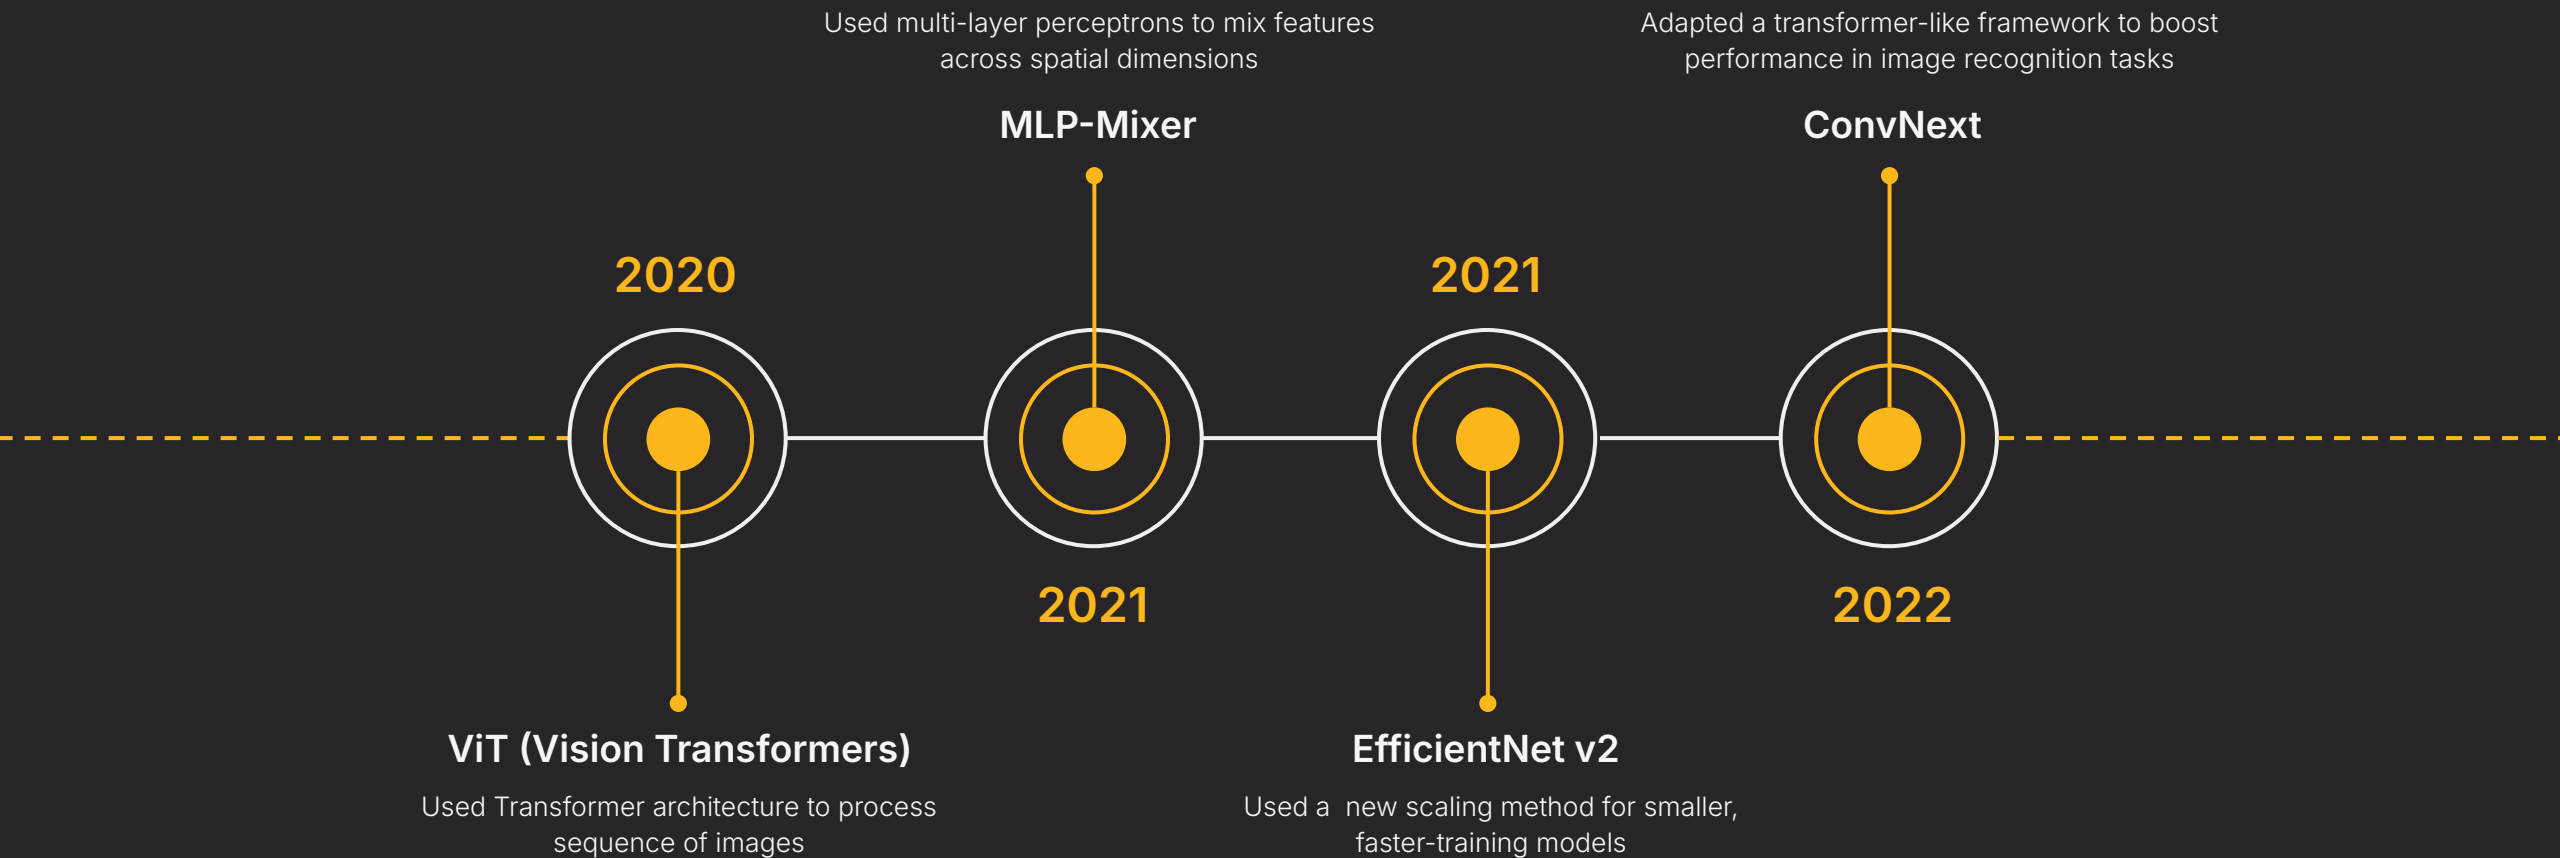 Used multi-layer perceptrons to mix features
across spatial dimensions
MLP-Mixer
Adapted a transformer-like framework to boost
performance in image recognition tasks
ConvNext
2020
2021
2021
2022
ViT (Vision Transformers)
Used Transformer architecture to process
sequence of images
EfficientNet v2
Used a  new scaling method for smaller,
faster-training models